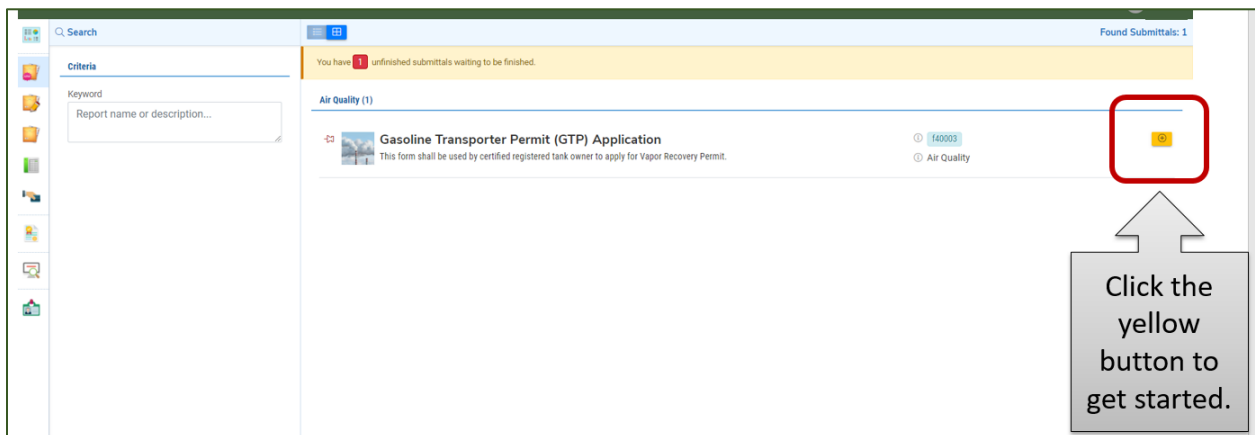 Search
Found Submittals: 1
Criteria
You have 1 unfinished submittals waiting to be finished.
Keyword
Report name or description...
Air Quality (1)
Gasoline Transporter Permit (GTP) Application
This form shall be used by certified registered tank owner to apply for Vapor Recovery Permit.
f40003
Air Quality
Click the
yellow
button to
get started.